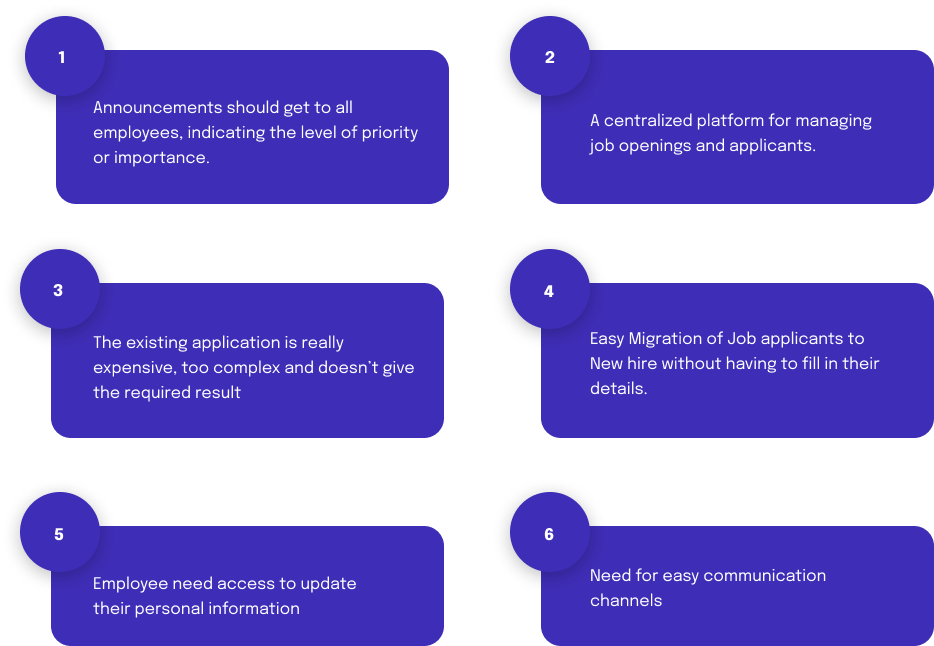 1
Announcements should get to all
employees, indicating the level of priority
or importance.
2
A centralized platform for managing
job openings and applicants.
3
The existing application is really
expensive, too complex and doesn’t give
the required result
4
Easy Migration of Job applicants to
New hire without having to fill in their
details.
5
Employee need access to update
their personal information
6
Need for easy communication
channels